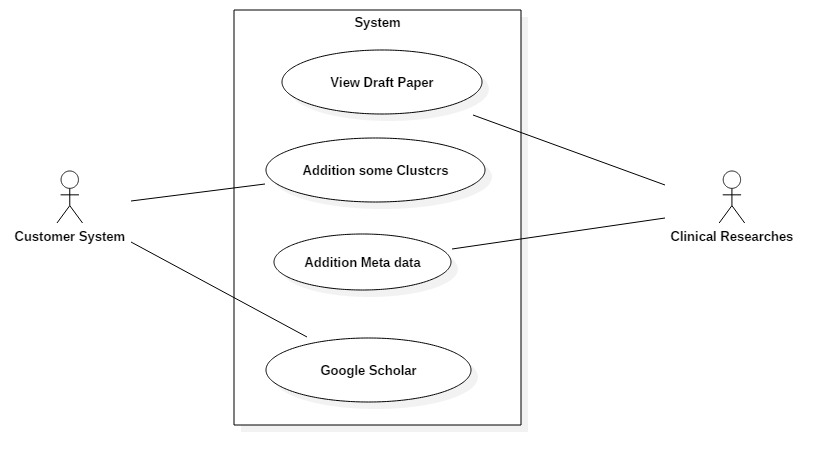 System
View Draft Paper
Addition some Clustcrs
Customer System
Clinical Researches
Addition Meta data
Google Scholar